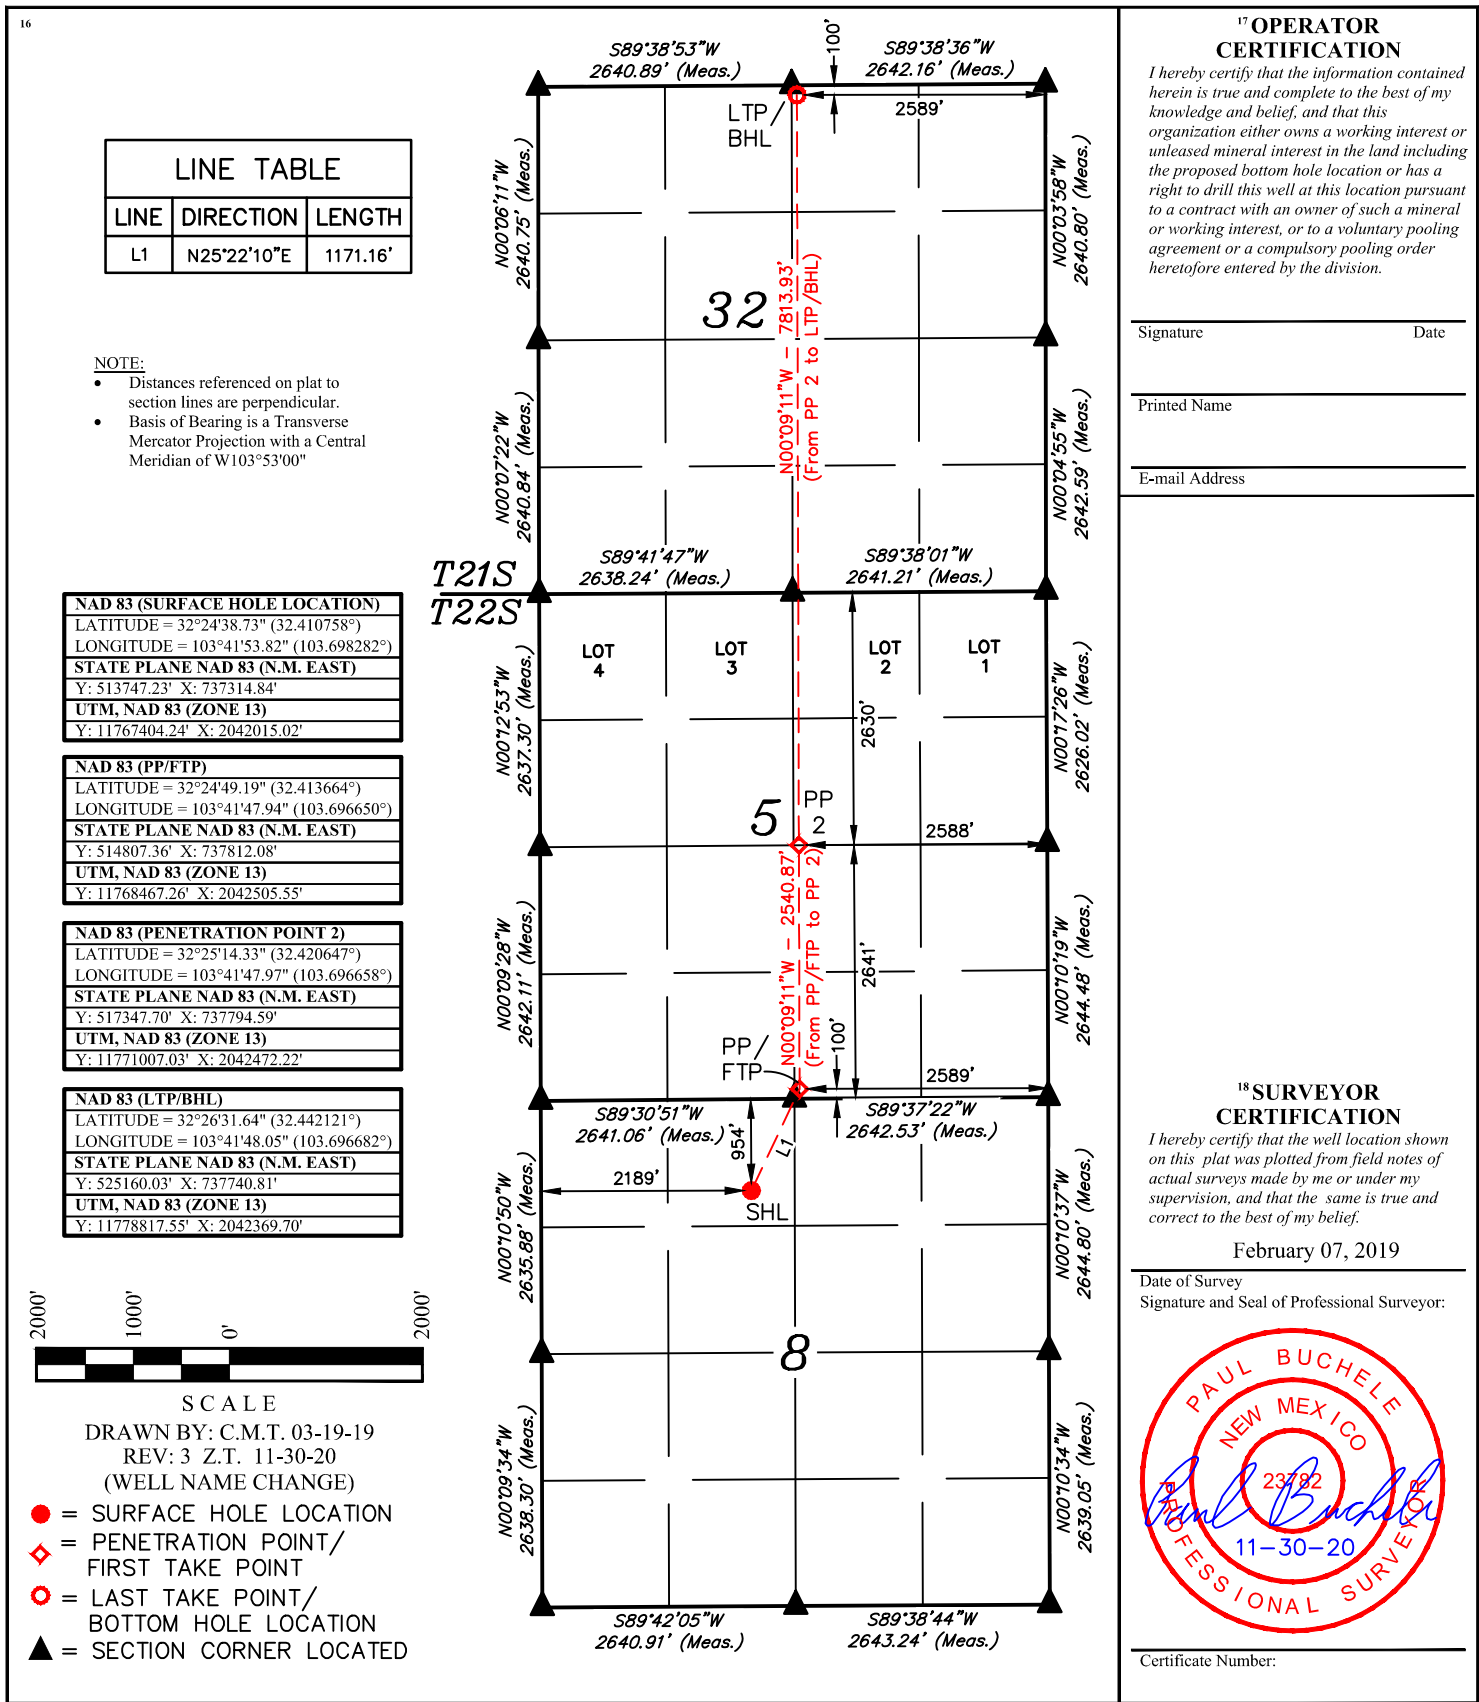 16
LINE TABLE
LINE DIRECTION LENGTH
L1 N25°22'10"E 1171.16'
NOTE:
• Distances referenced on plat to
section lines are perpendicular.
• Basis of Bearing is a Transverse
Mercator Projection with a Central
Meridian of W103°53'00"
NAD 83 (SURFACE HOLE LOCATION)
LATITUDE = 32°24'38.73" (32.410758°)
LONGITUDE = 103°41'53.82" (103.698282°)
STATE PLANE NAD 83 (N.M. EAST)
Y: 513747.23' X: 737314.84'
UTM, NAD 83 (ZONE 13)
Y: 11767404.24' X: 2042015.02'
NAD 83 (PP/FTP)
LATITUDE = 32°24'49.19" (32.413664°)
LONGITUDE = 103°41'47.94" (103.696650°)
STATE PLANE NAD 83 (N.M. EAST)
Y: 514807.36' X: 737812.08'
UTM, NAD 83 (ZONE 13)
Y: 11768467.26' X: 2042505.55'
NAD 83 (PENETRATION POINT 2)
LATITUDE = 32°25'14.33" (32.420647°)
LONGITUDE = 103°41'47.97" (103.696658°)
STATE PLANE NAD 83 (N.M. EAST)
Y: 517347.70' X: 737794.59'
UTM, NAD 83 (ZONE 13)
Y: 11771007.03' X: 2042472.22'
NAD 83 (LTP/BHL)
LATITUDE = 32°26'31.64" (32.442121°)
LONGITUDE = 103°41'48.05" (103.696682°)
STATE PLANE NAD 83 (N.M. EAST)
Y: 525160.03' X: 737740.81'
UTM, NAD 83 (ZONE 13)
Y: 11778817.55' X: 2042369.70'
2000' 1000' 0' 2000'
SCALE
DRAWN BY: C.M.T. 03-19-19
REV: 3 Z.T. 11-30-20
(WELL NAME CHANGE)
= SURFACE HOLE LOCATION
= PENETRATION POINT/
FIRST TAKE POINT
= LAST TAKE POINT/
BOTTOM HOLE LOCATION
= SECTION CORNER LOCATED
S89°38'53"W
2640.89' (Meas.)
100'
S89°38'36"W
2642.16' (Meas.)
LTP/
BHL
2589'
N00°06'11"W
2640.75' (Meas.)
N00°03'58"W
2640.80' (Meas.)
32
N00°09'11"W - 7813.93'
(From PP 2 to LTP/BHL)
N00°07'22"W
2640.84' (Meas.)
N00°04'55"W
2642.59' (Meas.)
T21S
T22S
S89°41'47"W
2638.24' (Meas.)
S89°38'01"W
2641.21' (Meas.)
LOT
4
LOT
3
LOT
2
LOT
1
N00°12'53"W
2637.30' (Meas.)
2630'
N00°17'26"W
2626.02' (Meas.)
5
PP
2
2588'
N00°09'11"W - 2540.87'
(From PP/FTP to PP 2)
2641'
N00°09'28"W
2642.11' (Meas.)
N00°10'19"W
2644.48' (Meas.)
PP/
FTP
100'
2589'
S89°30'51"W
2641.06' (Meas.)
S89°37'22"W
2642.53' (Meas.)
954'
L1
2189'
SHL
N00°10'50"W
2635.88' (Meas.)
N00°10'37"W
2644.80' (Meas.)
8
N00°09'34"W
2638.30' (Meas.)
N00°10'34"W
2639.05' (Meas.)
S89°42'05"W
2640.91' (Meas.)
S89°38'44"W
2643.24' (Meas.)
17 OPERATOR
CERTIFICATION
I hereby certify that the information contained
herein is true and complete to the best of my
knowledge and belief, and that this
organization either owns a working interest or
unleased mineral interest in the land including
the proposed bottom hole location or has a
right to drill this well at this location pursuant
to a contract with an owner of such a mineral
or working interest, or to a voluntary pooling
agreement or a compulsory pooling order
heretofore entered by the division.
Signature Date
Printed Name
E-mail Address
18 SURVEYOR
CERTIFICATION
I hereby certify that the well location shown
on this plat was plotted from field notes of
actual surveys made by me or under my
supervision, and that the same is true and
correct to the best of my belief.
February 07, 2019
Date of Survey
Signature and Seal of Professional Surveyor:
PAUL BUCHELE
NEW MEXICO
23782
Paul Buchele
11-30-20
PROFESSIONAL SURVEYOR
Certificate Number: